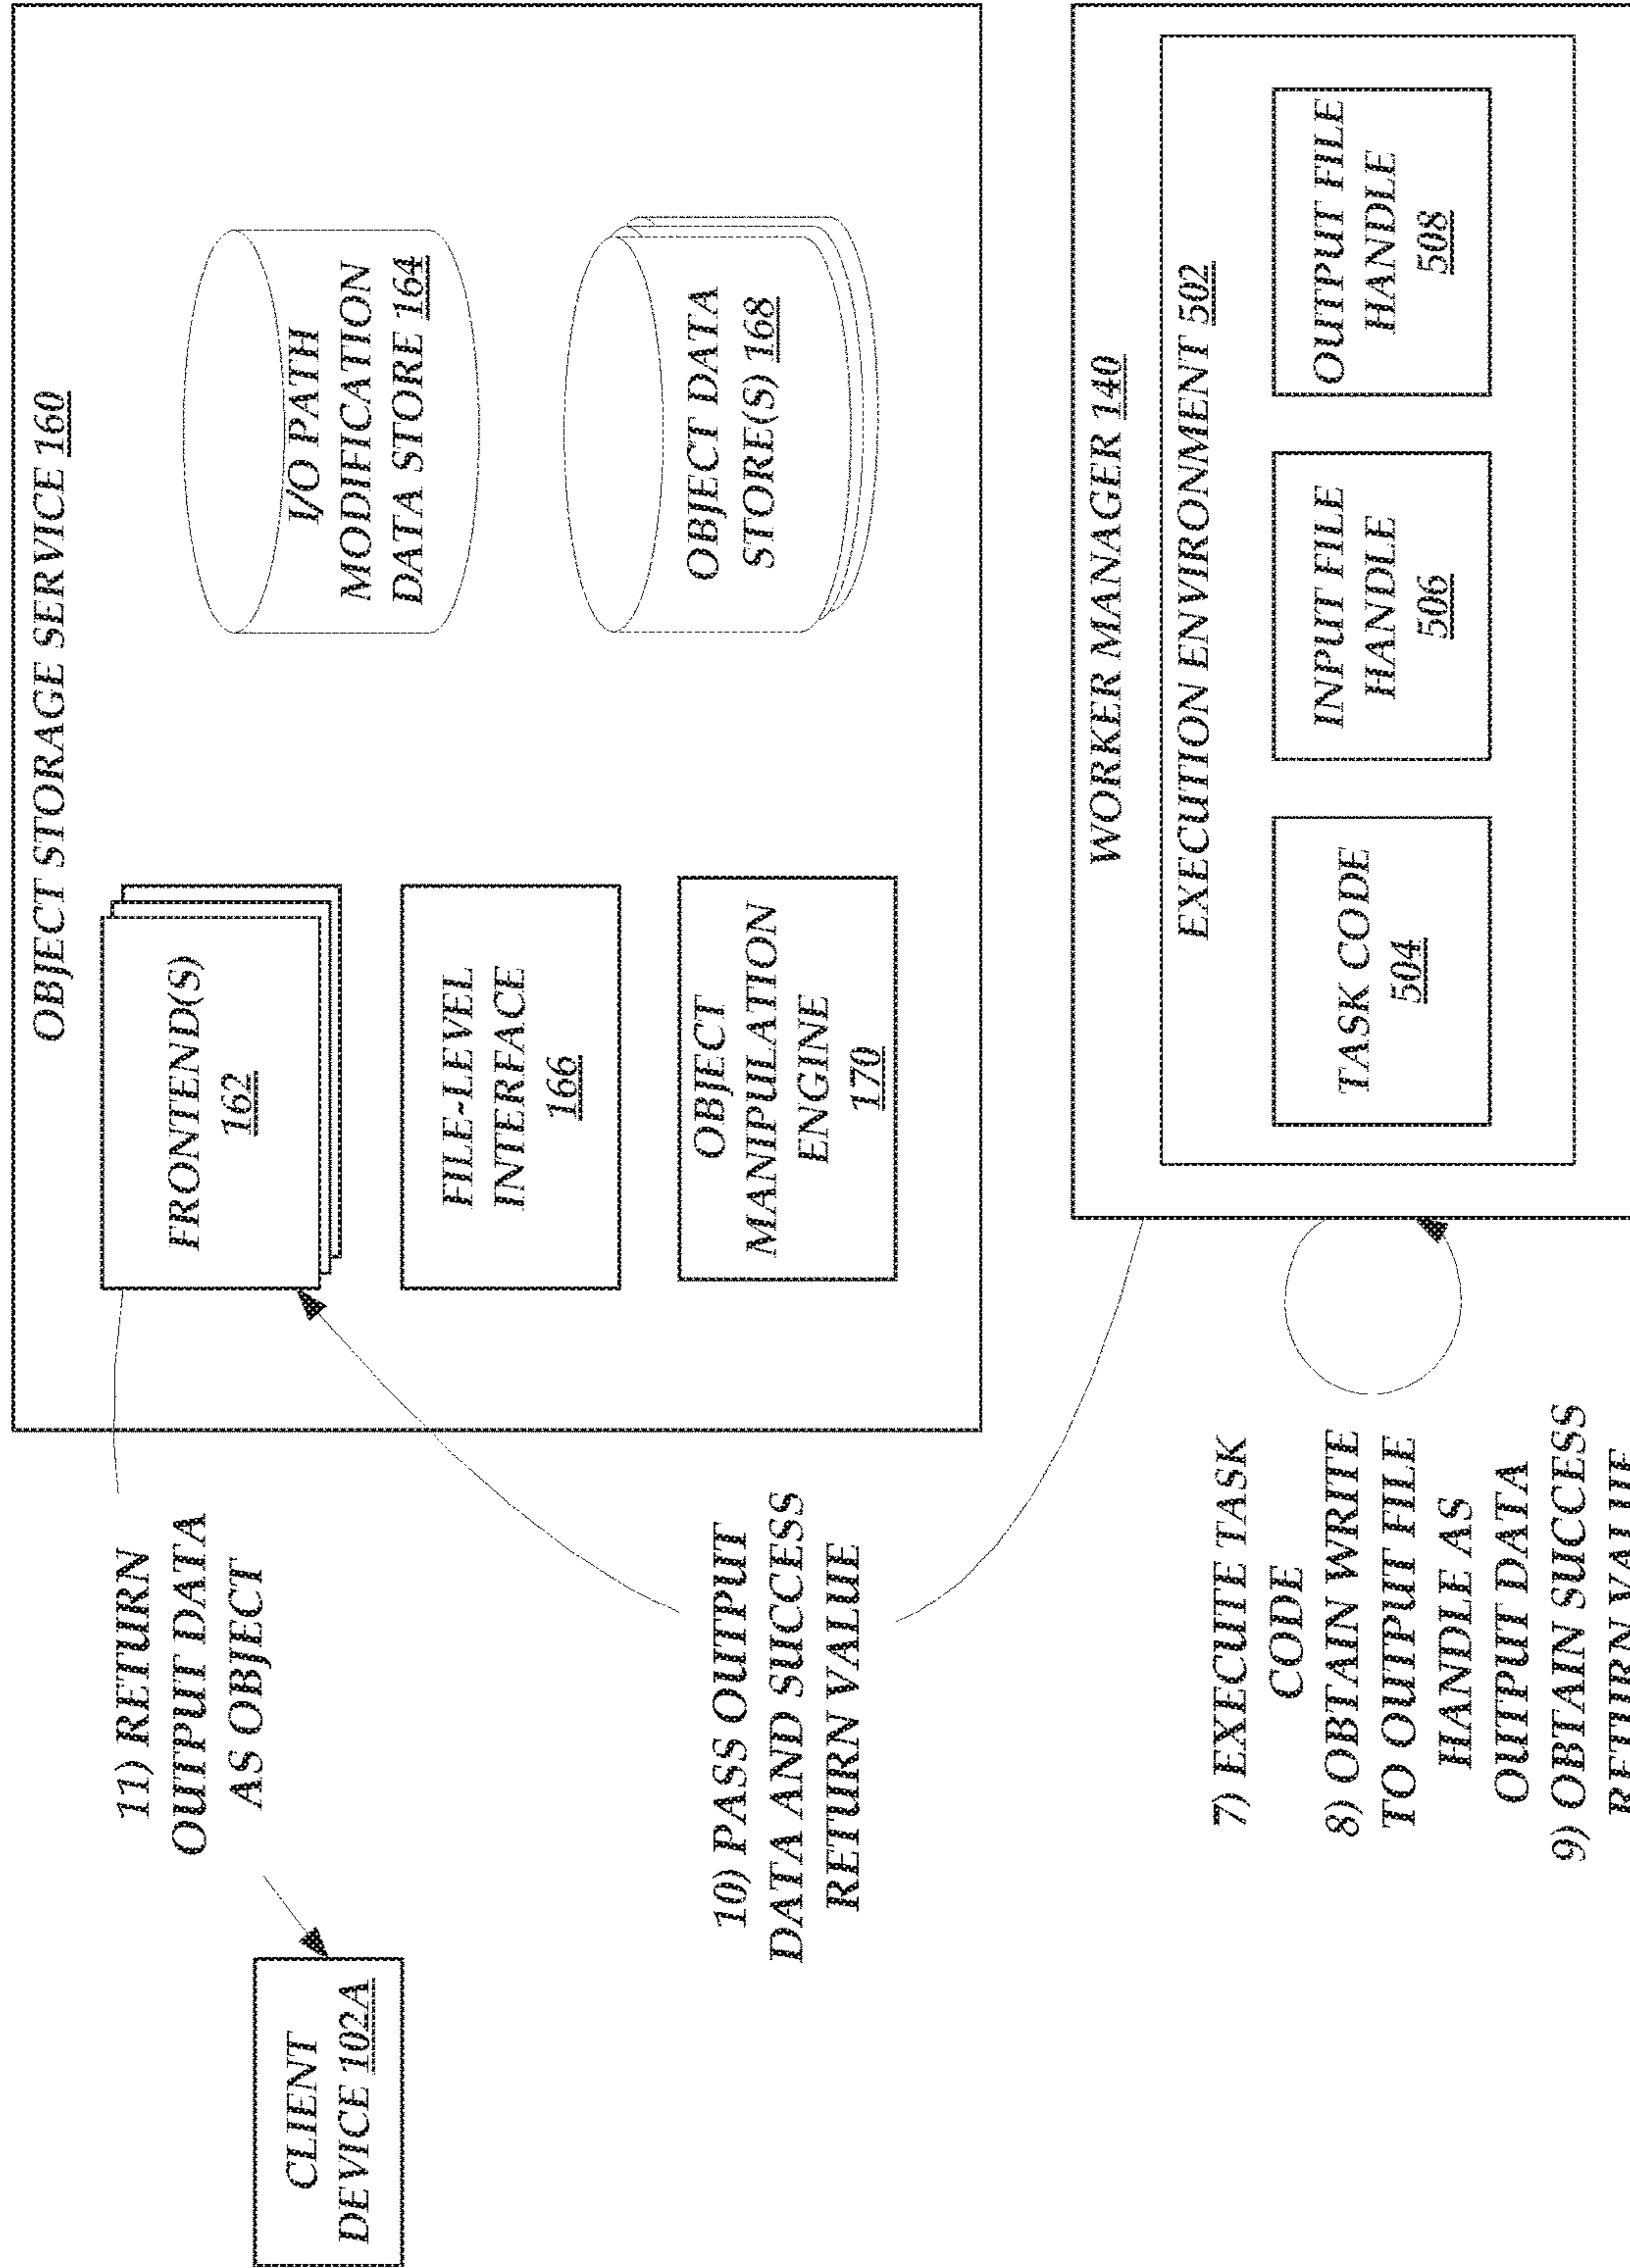 OBJECT STORAGE SERVICE 160
FRONTEND(S)
162
FILE-LEVEL
INTERFACE
166
OBJECT
MANIPULATION
ENGINE
170
I/O PATH
MODIFICATION
DATA STORE 164
OBJECT DATA
STORE(S) 168
CLIENT
DEVICE 102A
11) RETURN
OUTPUT DATA
AS OBJECT
10) PASS OUTPUT
DATA AND SUCCESS
RETURN VALUE
7) EXECUTE TASK
CODE
8) OBTAIN WRITE
TO OUTPUT FILE
HANDLE AS
OUTPUT DATA
9) OBTAIN SUCCESS
RETURN VALUE
WORKER MANAGER 140
EXECUTION ENVIRONMENT 502
TASK CODE
504
INPUT FILE
HANDLE
506
OUTPUT FILE
HANDLE
508